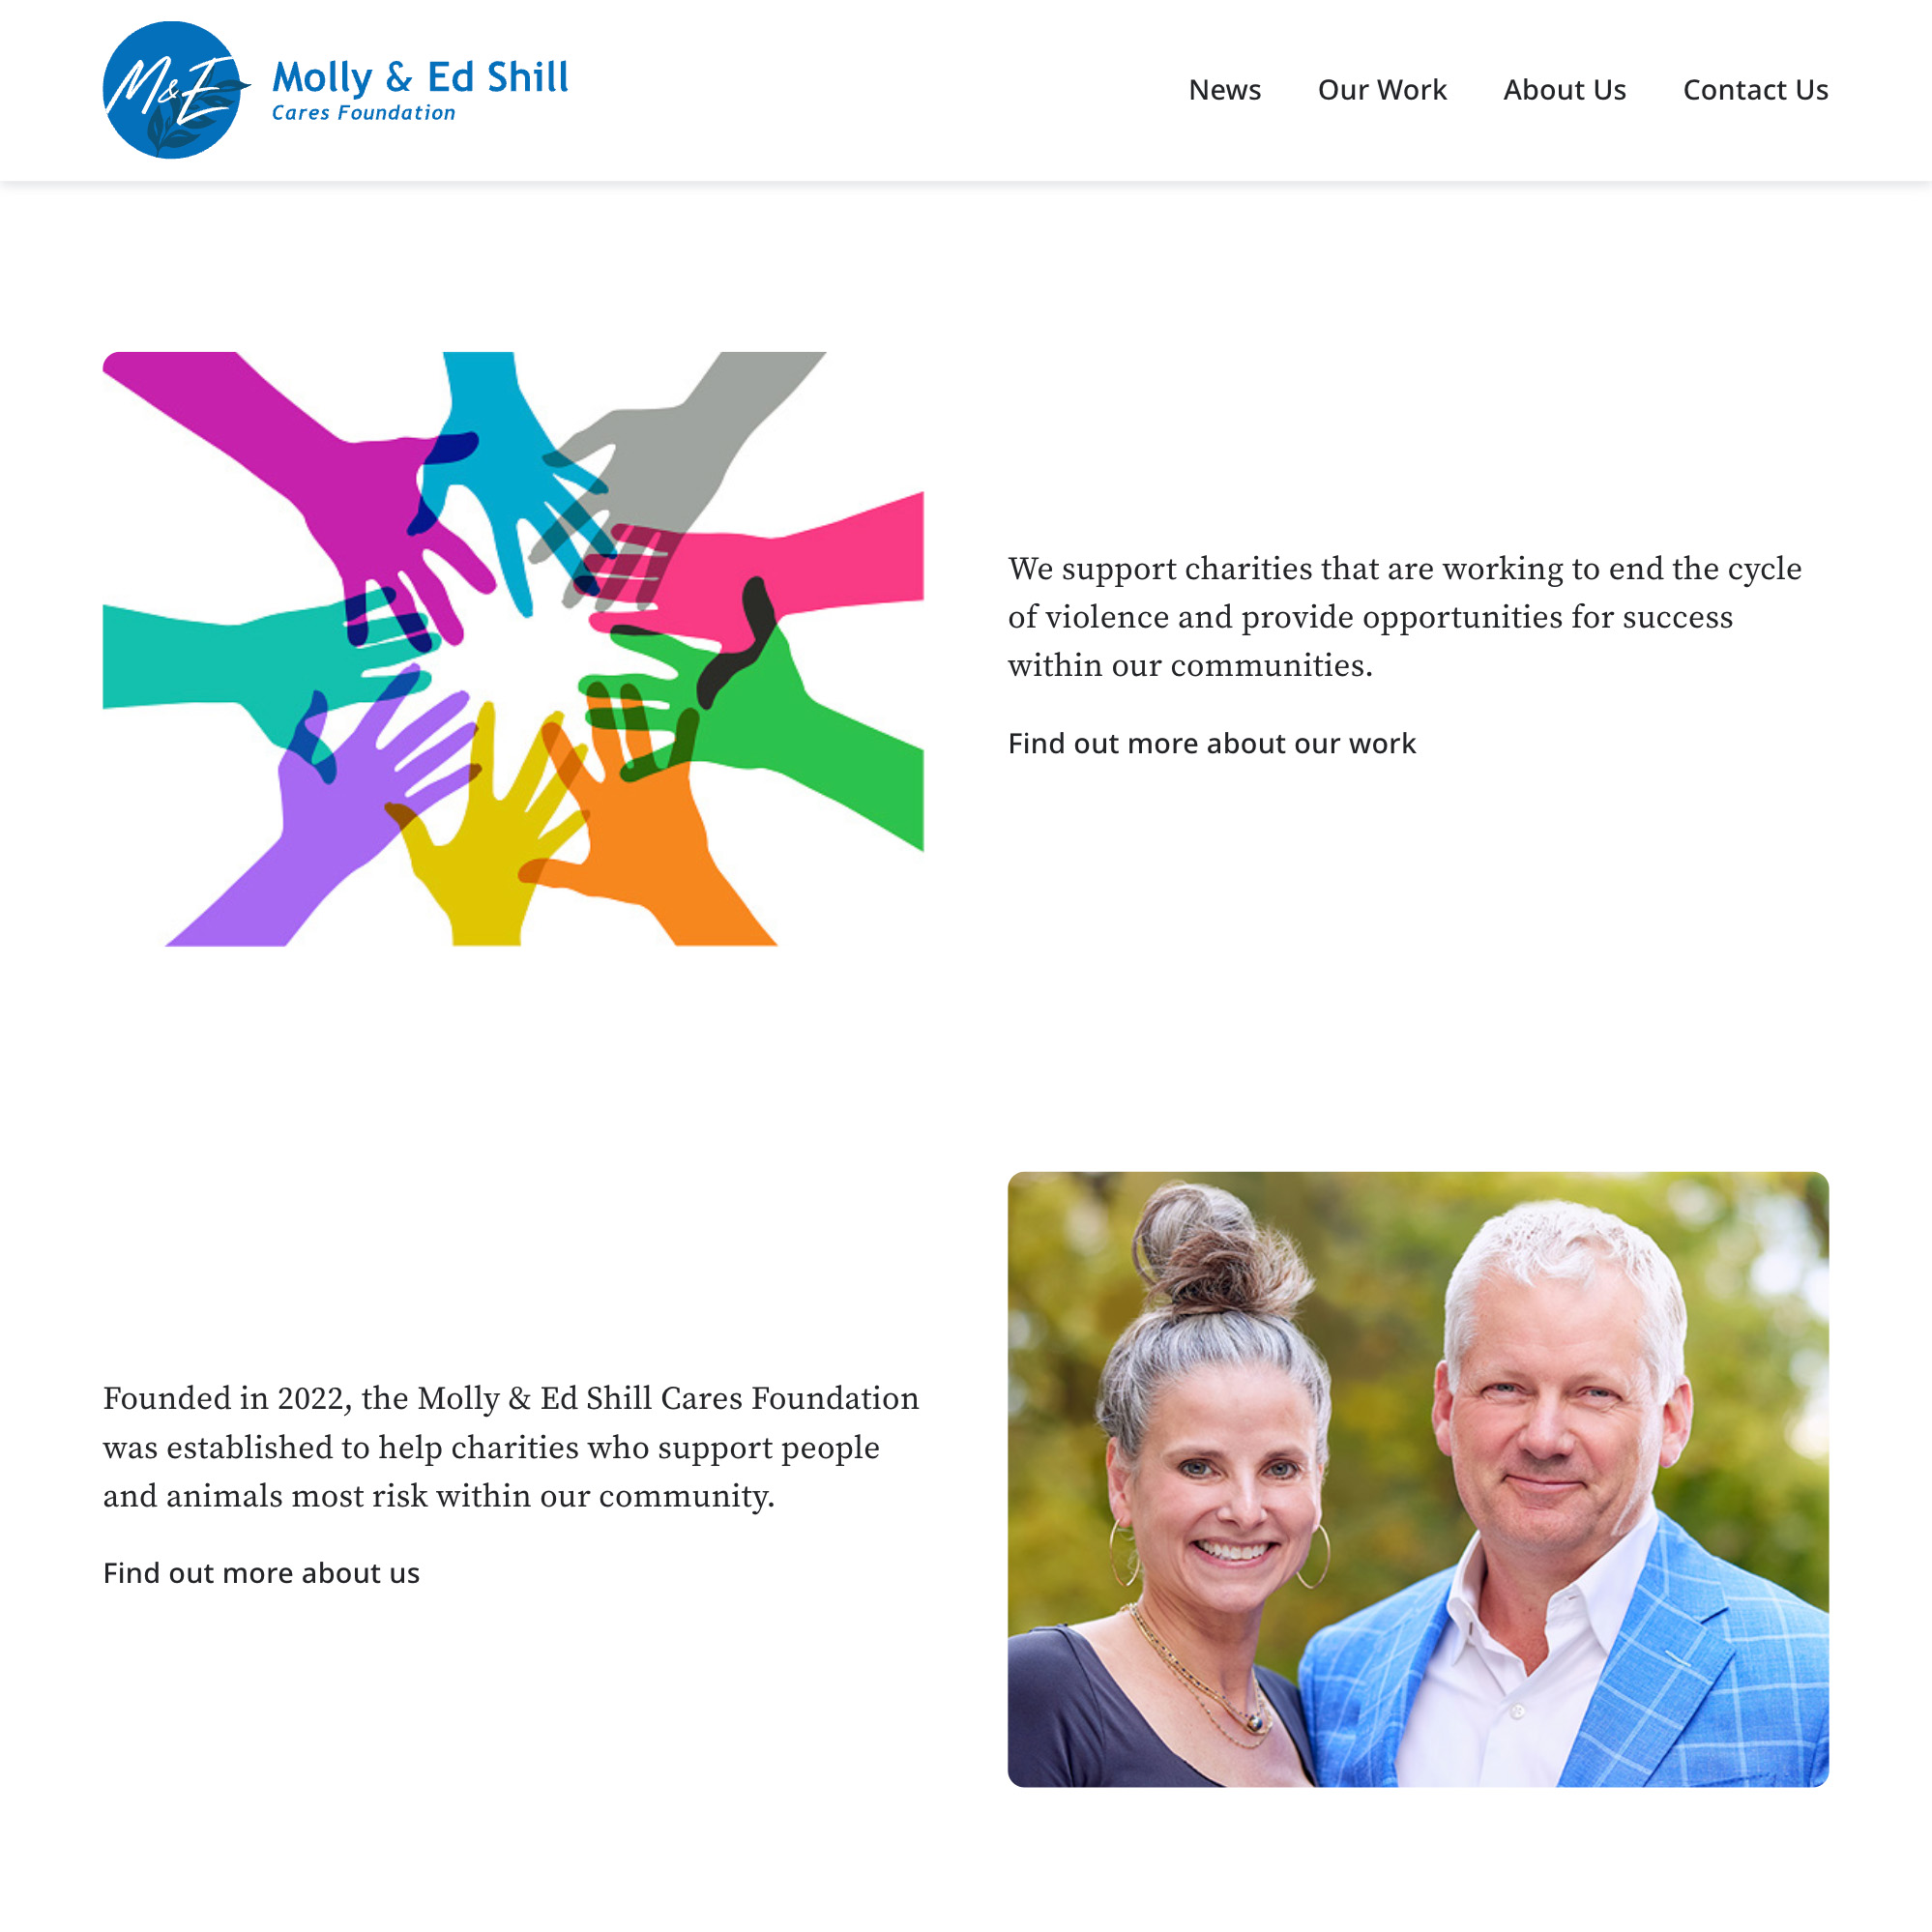 M&E
Molly & Ed Shill
Cares Foundation
News
Our Work
About Us
Contact Us
We support charities that are working to end the cycle
of violence and provide opportunities for success
within our communities.
Find out more about our work
Founded in 2022, the Molly & Ed Shill Cares Foundation
was established to help charities who support people
and animals most risk within our community.
Find out more about us